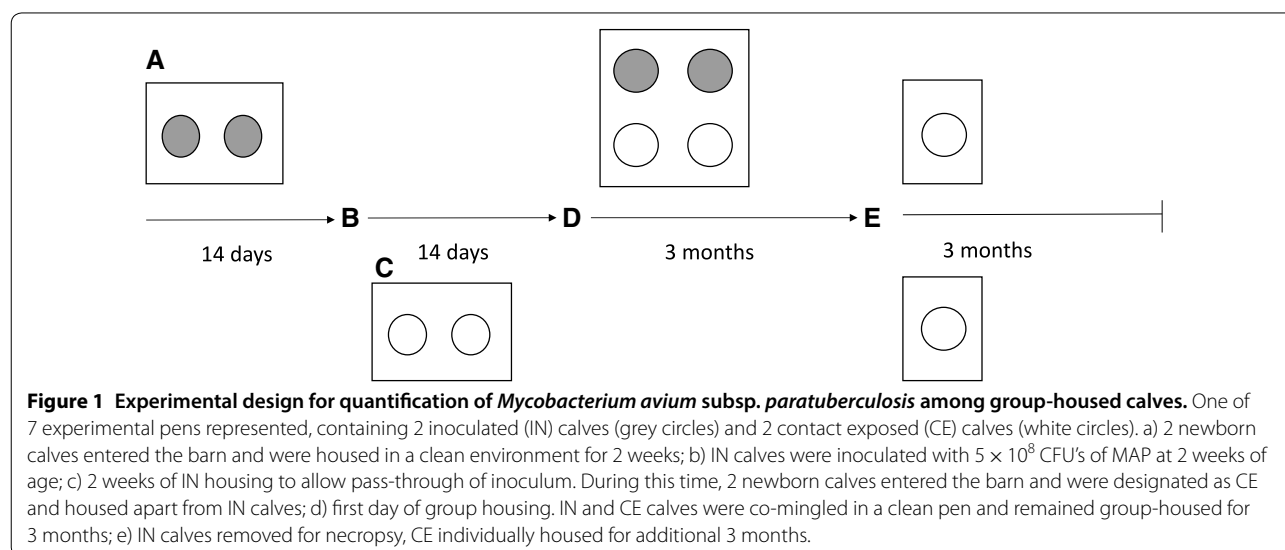 A
B
D
E
14 days
14 days
3 months
3 months
C
Figure 1 Experimental design for quantification of Mycobacterium avium subsp. paratuberculosis among group-housed calves. One of
7 experimental pens represented, containing 2 inoculated (IN) calves (grey circles) and 2 contact exposed (CE) calves (white circles). a) 2 newborn
calves entered the barn and were housed in a clean environment for 2 weeks; b) IN calves were inoculated with 5 × 10⁸ CFU's of MAP at 2 weeks of
age; c) 2 weeks of IN housing to allow pass-through of inoculum. During this time, 2 newborn calves entered the barn and were designated as CE
and housed apart from IN calves; d) first day of group housing. IN and CE calves were co-mingled in a clean pen and remained group-housed for
3 months; e) IN calves removed for necropsy, CE individually housed for additional 3 months.